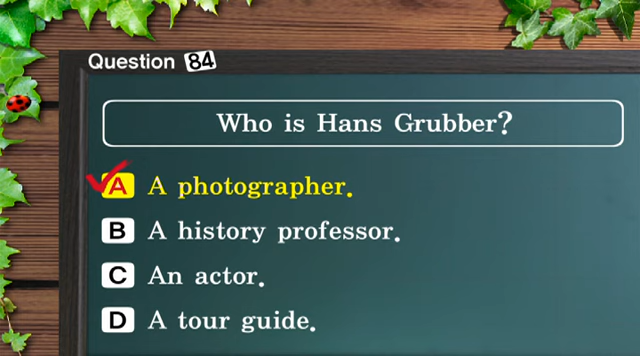 Question 84
Who is Hans Grubber?
A A photographer.
B A history professor.
C An actor.
D A tour guide.